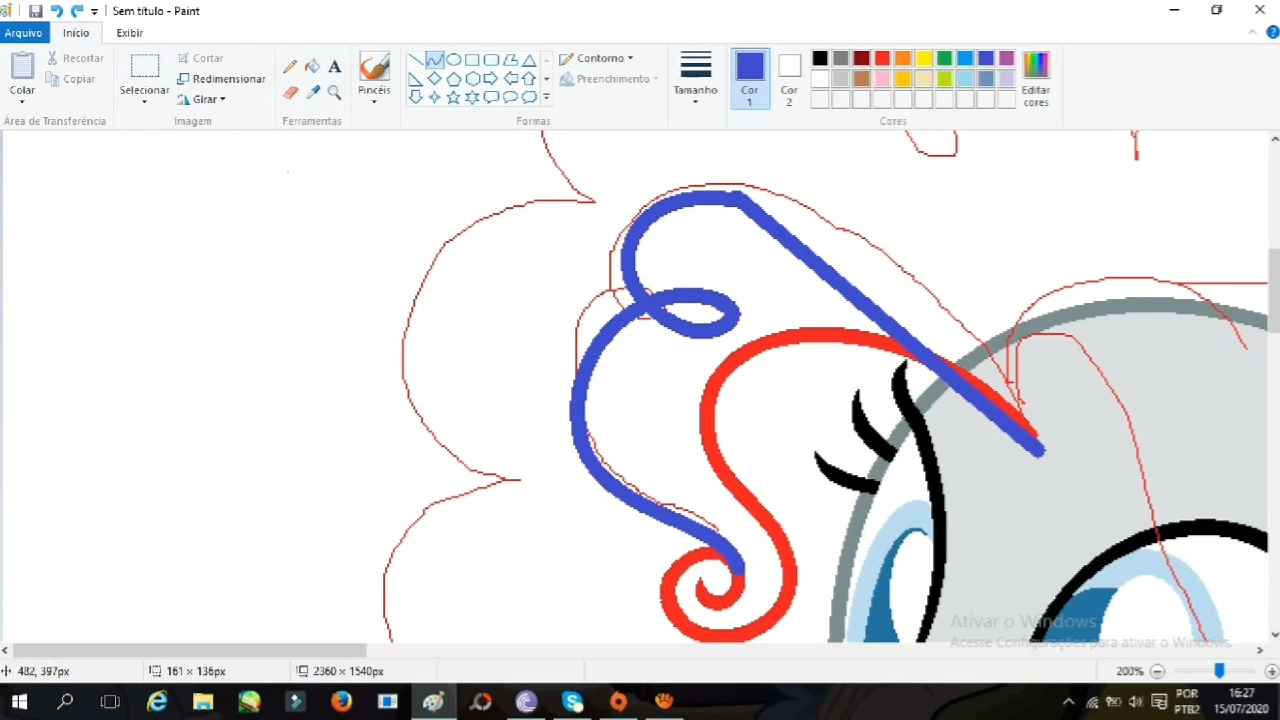 Sem título - Paint
Arquivo Início Exibir
Colar
Recortar
Copiar
Área de Transferência
Selecionar
Cortar
Redimensionar
Girar
Imagem
A
Ferramentas
Pincéis
Formas
Contorno
Preenchimento
Tamanho
Cor 1
Cor 2
Editar cores
Cores
Ativar o Windows
Acesse Configurações para ativar o Windows.
482, 397px 161 × 136px 2360 × 1540px 200%
POR 16:27
PTB2 15/07/2020